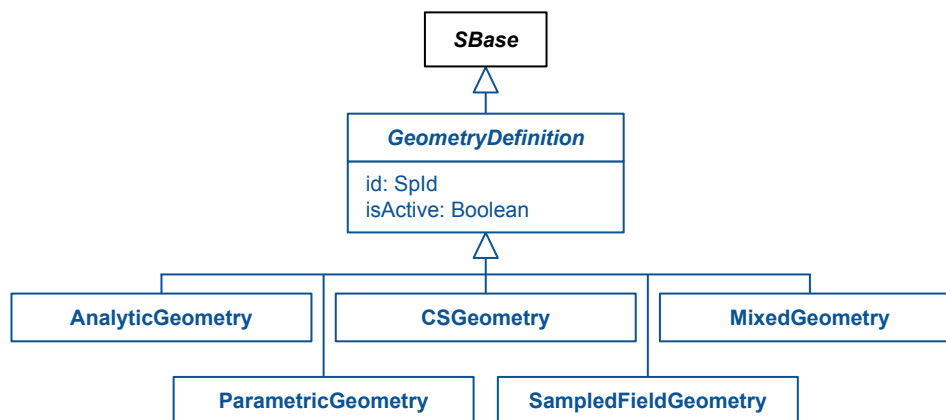 SBase
GeometryDefinition
id: SpId
isActive: Boolean
AnalyticGeometry
CSGeometry
MixedGeometry
ParametricGeometry
SampledFieldGeometry